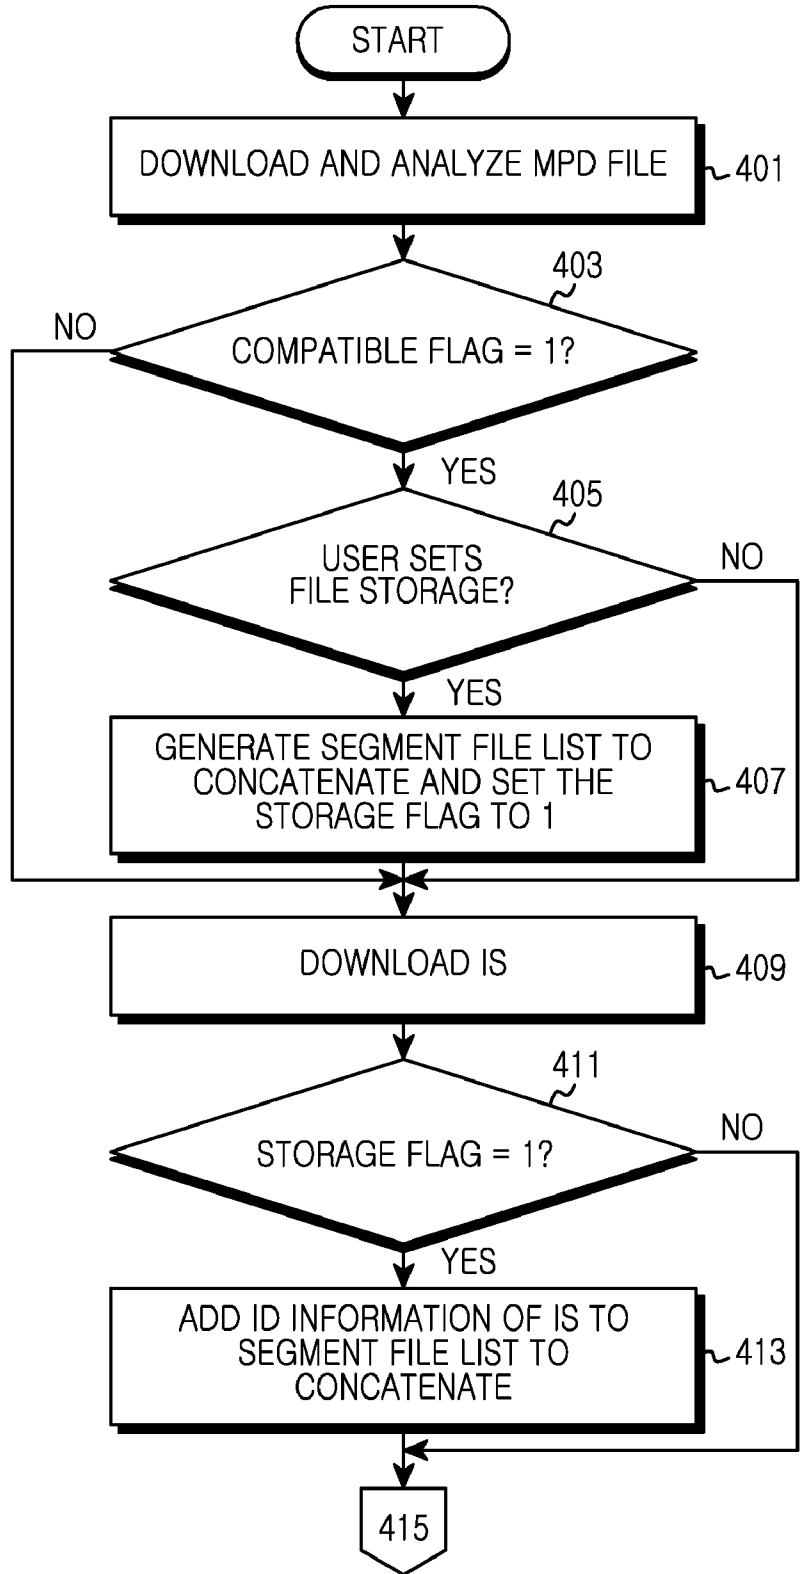 START
DOWNLOAD AND ANALYZE MPD FILE
401
403
NO
COMPATIBLE FLAG = 1?
YES
405
USER SETS
FILE STORAGE?
NO
YES
GENERATE SEGMENT FILE LIST TO
CONCATENATE AND SET THE
STORAGE FLAG TO 1
407
DOWNLOAD IS
409
411
STORAGE FLAG = 1?
NO
YES
ADD ID INFORMATION OF IS TO
SEGMENT FILE LIST TO
CONCATENATE
413
415